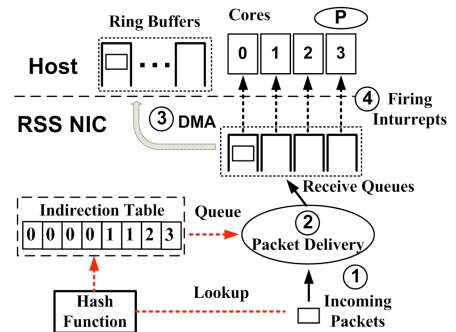 Ring Buffers
Cores
P
Host
0 1 2 3
4 Firing
Inturrepts
RSS NIC
3 DMA
Receive Queues
Indirection Table
Queue
0 0 0 0 1 1 2 3
2
Packet Delivery
1
Lookup
Incoming
Packets
Hash
Function